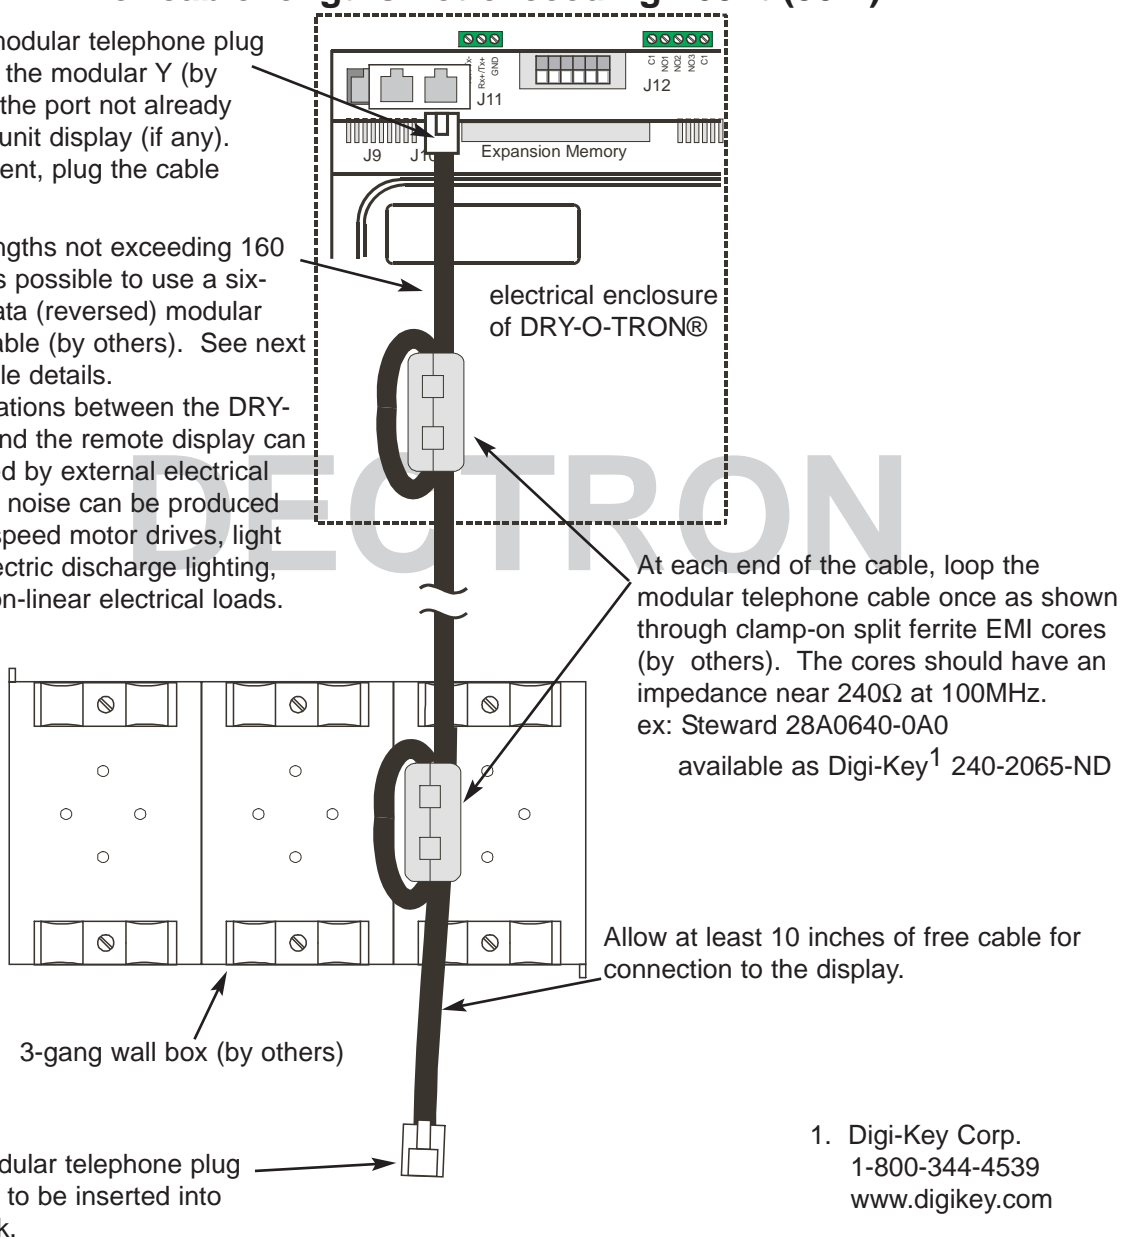 modular telephone plug
the modular Y (by
the port not already
unit display (if any).
ent, plug the cable
ngths not exceeding 160
s possible to use a six-
ata (reversed) modular
able (by others).  See next
le details.
ations between the DRY-
nd the remote display can
d by external electrical
noise can be produced
speed motor drives, light
ectric discharge lighting,
on-linear electrical loads.
Rx+/Tx+
GND
J11
C1
NO1
NO2
NO3
C1
J12
J9
Expansion Memory
electrical enclosure
of DRY-O-TRON®
DECTRON
At each end of the cable, loop the
modular telephone cable once as shown
through clamp-on split ferrite EMI cores
(by  others).  The cores should have an
impedance near 240Ω at 100MHz.
ex: Steward 28A0640-0A0
available as Digi-Key1 240-2065-ND
Allow at least 10 inches of free cable for
connection to the display.
3-gang wall box (by others)
dular telephone plug
to be inserted into
k.
1.  Digi-Key Corp.
1-800-344-4539
www.digikey.com